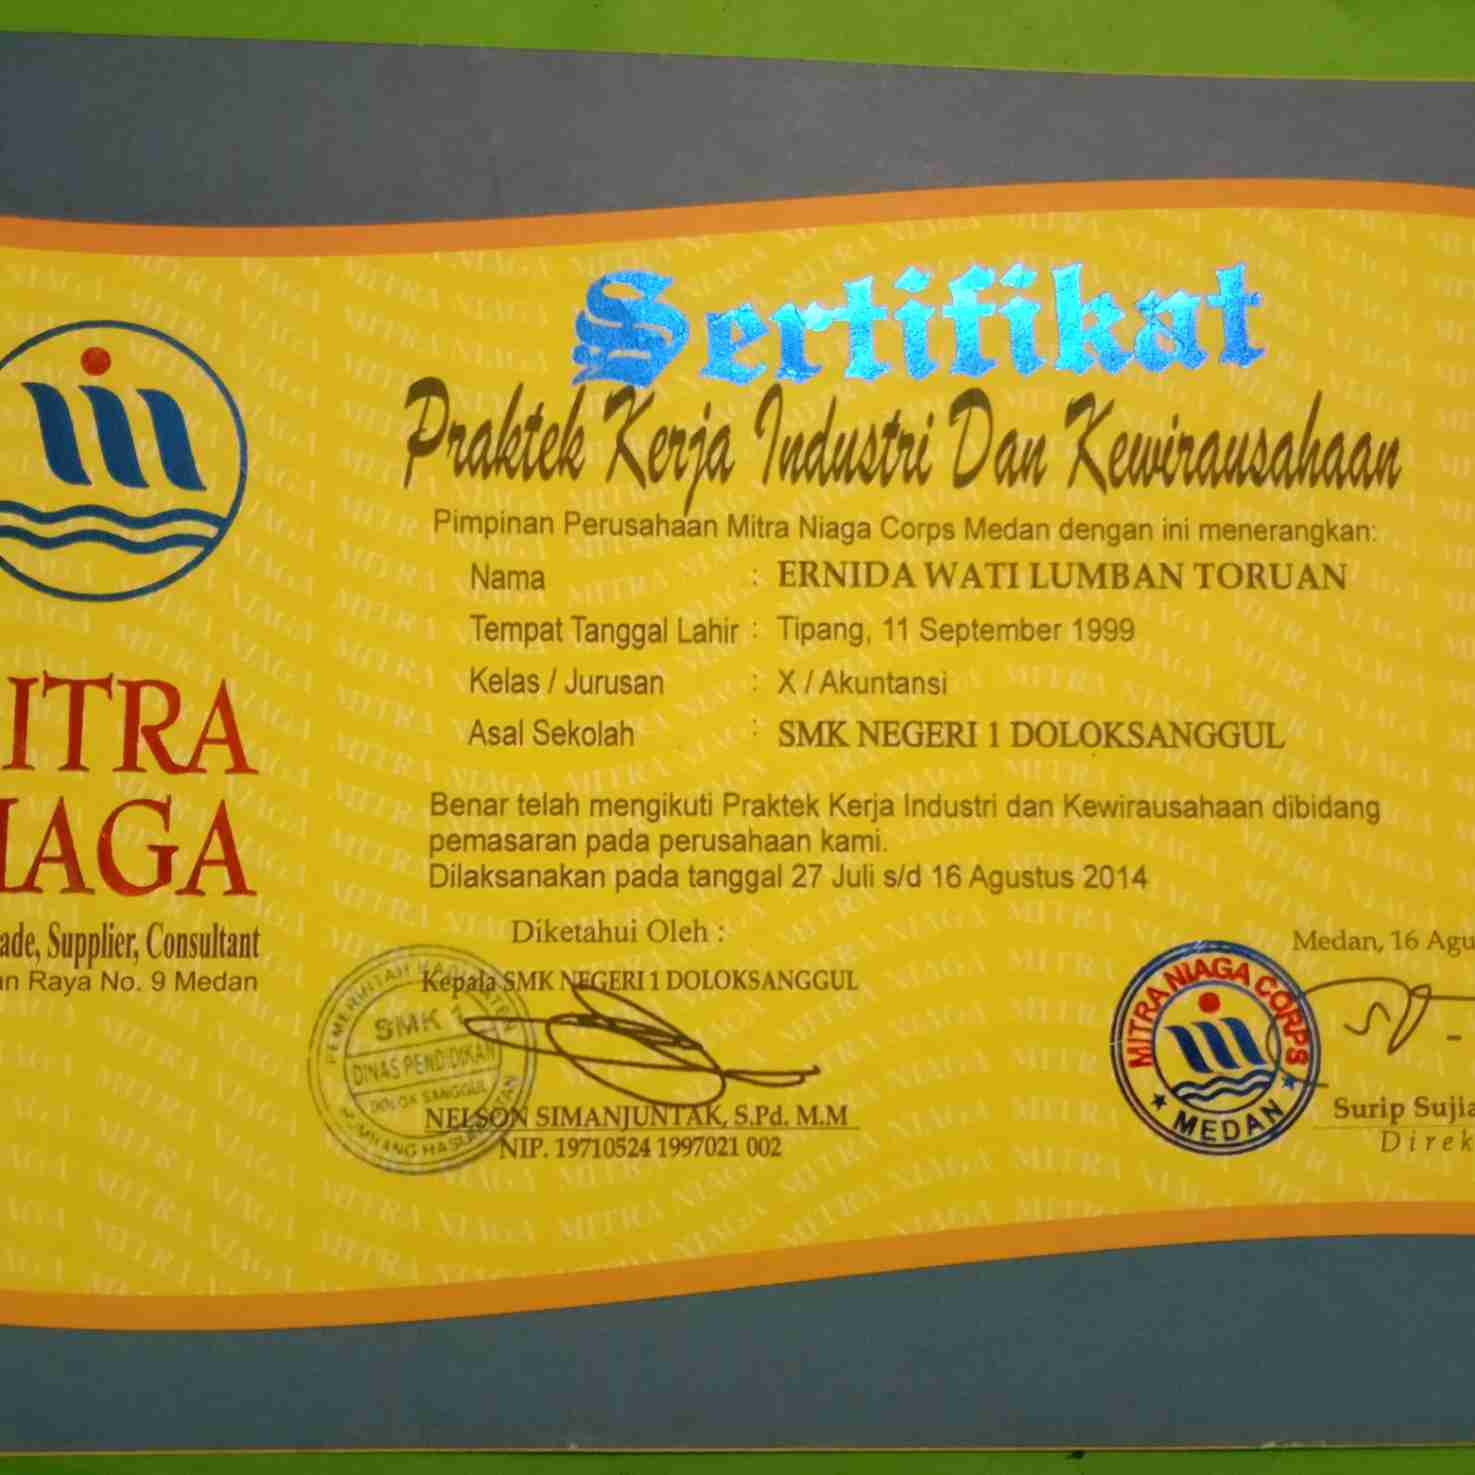 Sertifikat
Praktek Kerja Industri Dan Kewirausahaan
Pimpinan Perusahaan Mitra Niaga Corps Medan dengan ini menerangkan:
Nama : ERNIDA WATI LUMBAN TORUAN
Tempat Tanggal Lahir : Tipang, 11 September 1999
Kelas / Jurusan : X / Akuntansi
Asal Sekolah : SMK NEGERI 1 DOLOKSANGGUL
Benar telah mengikuti Praktek Kerja Industri dan Kewirausahaan dibidang
pemasaran pada perusahaan kami.
Dilaksanakan pada tanggal 27 Juli s/d 16 Agustus 2014
ITRA
IAGA
ade, Supplier, Consultant
an Raya No. 9 Medan
Diketahui Oleh :
Kepala SMK NEGERI 1 DOLOKSANGGUL
NELSON SIMANJUNTAK, S.Pd, M.M
NIP. 19710524 1997021 002
SMK 1
DINAS PENDIDIKAN
DOLOK SANGGUL
MITRA NIAGA CORPS
MEDAN
Medan, 16 Agu
Surip Sujia
Direk